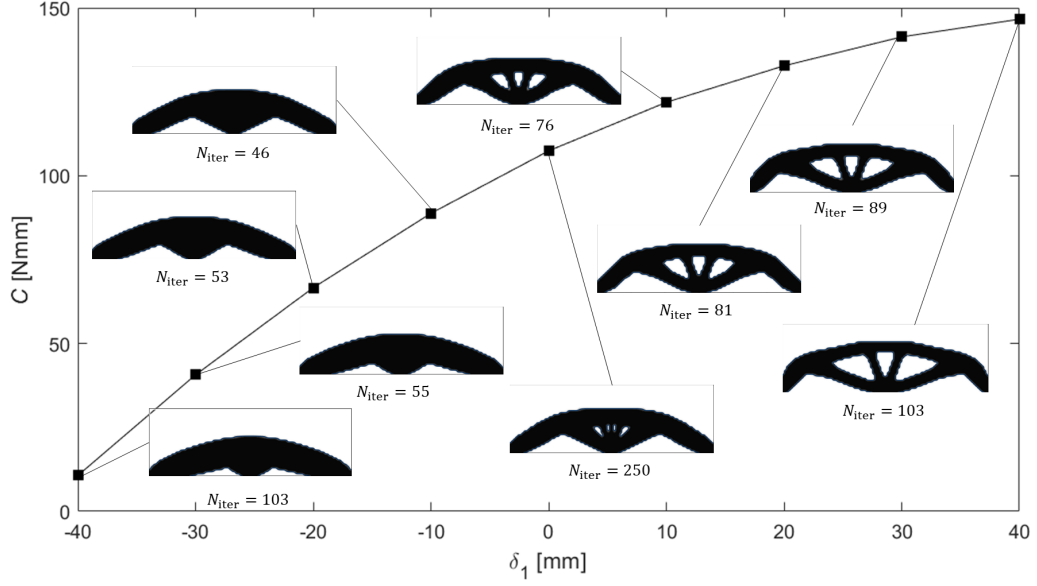 150
100
50
0
C [Nmm]
N_iter = 46
N_iter = 76
N_iter = 53
N_iter = 89
N_iter = 81
N_iter = 55
N_iter = 103
N_iter = 250
N_iter = 103
-40 -30 -20 -10 0 10 20 30 40
δ_1 [mm]